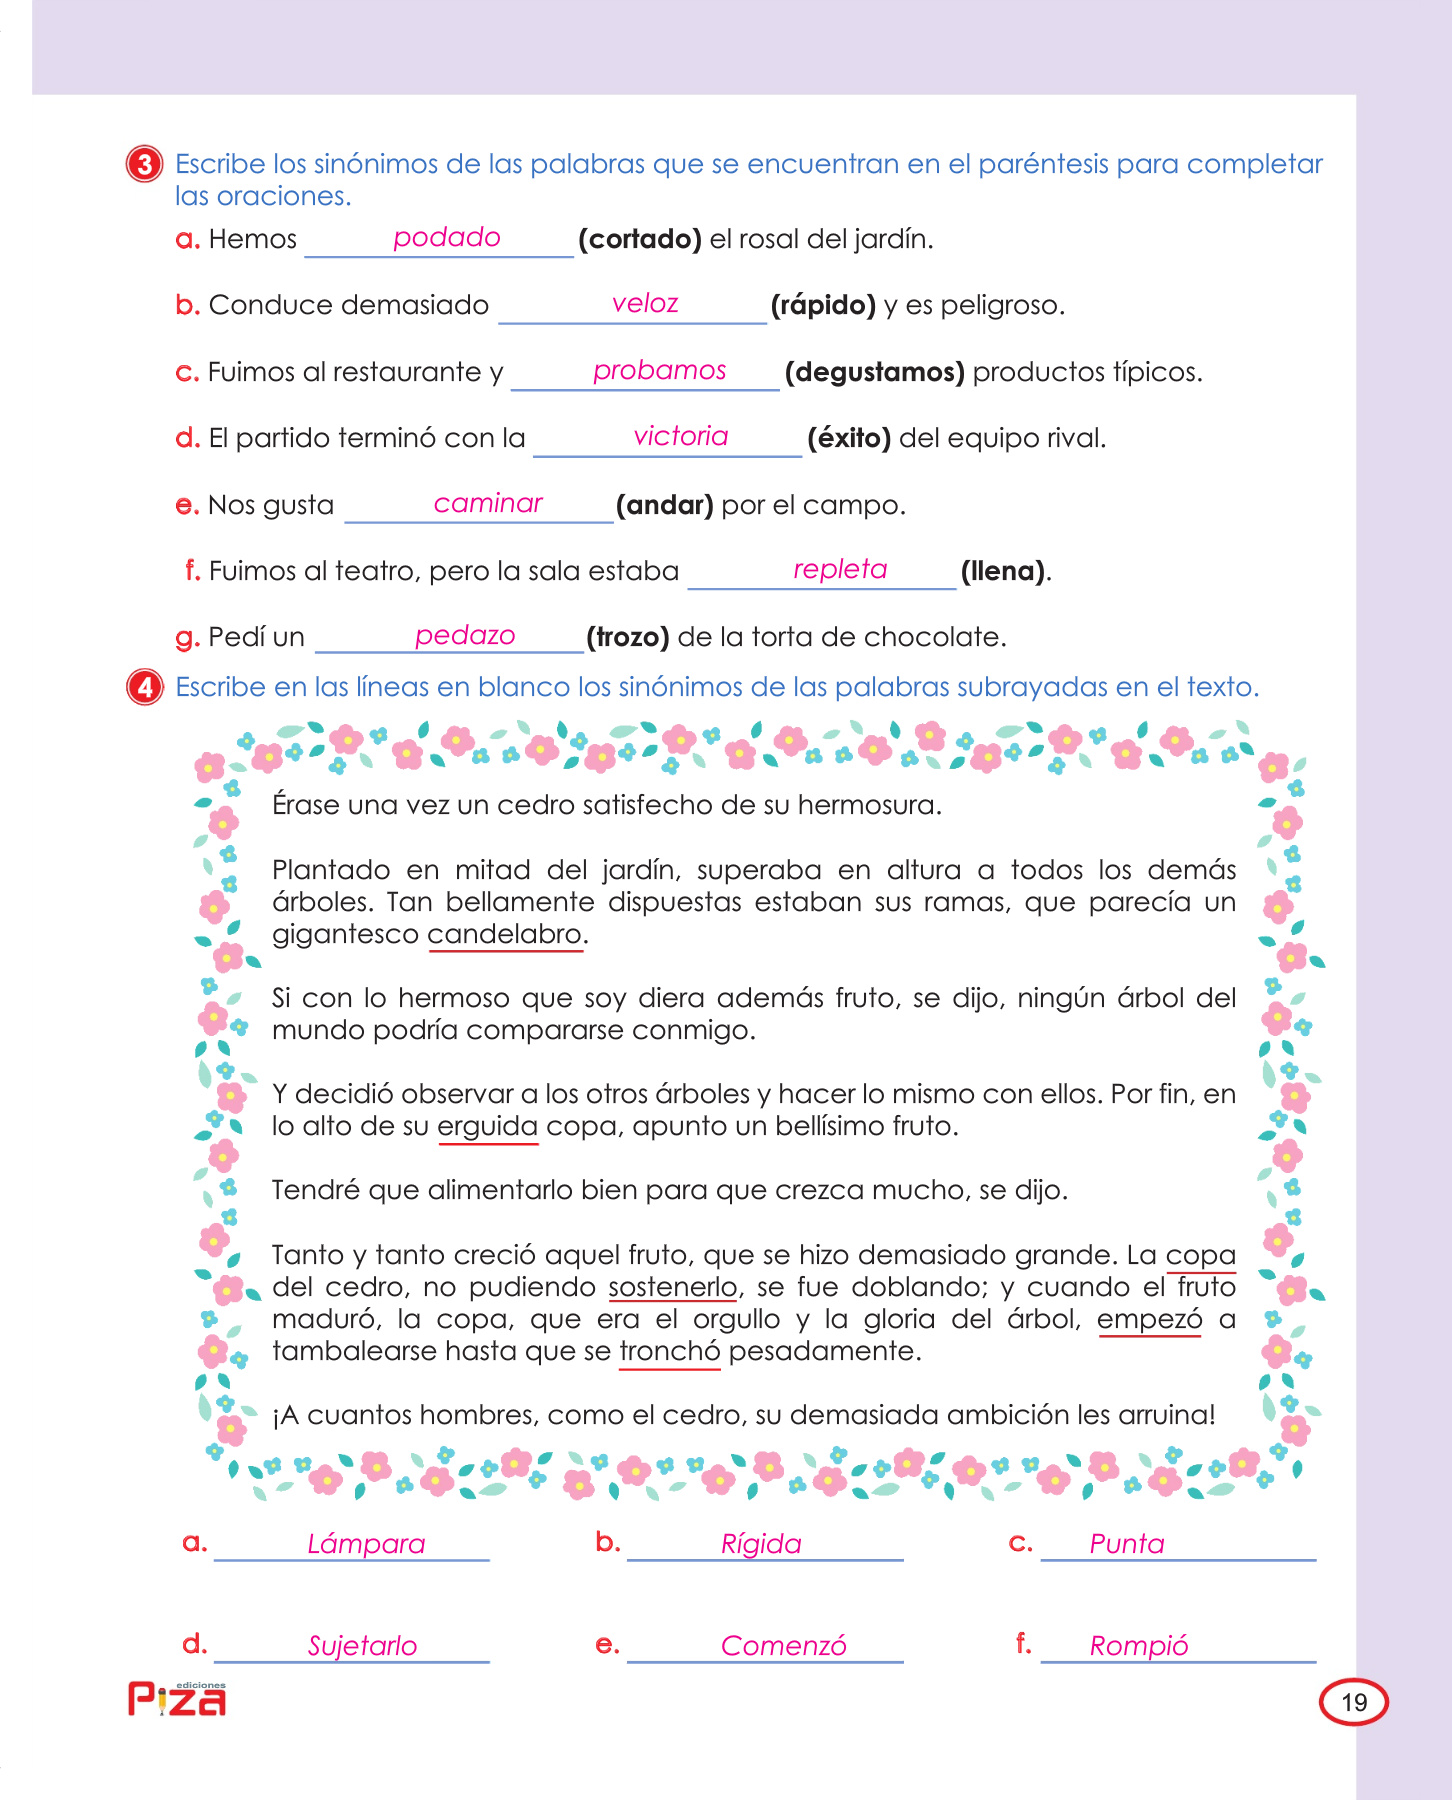 3 Escribe los sinónimos de las palabras que se encuentran en el paréntesis para completar
las oraciones.
a. Hemos podado (cortado) el rosal del jardín.
b. Conduce demasiado veloz (rápido) y es peligroso.
c. Fuimos al restaurante y probamos (degustamos) productos típicos.
d. El partido terminó con la victoria (éxito) del equipo rival.
e. Nos gusta caminar (andar) por el campo.
f. Fuimos al teatro, pero la sala estaba repleta (llena).
g. Pedí un pedazo (trozo) de la torta de chocolate.
4 Escribe en las líneas en blanco los sinónimos de las palabras subrayadas en el texto.
Érase una vez un cedro satisfecho de su hermosura.
Plantado en mitad del jardín, superaba en altura a todos los demás
árboles. Tan bellamente dispuestas estaban sus ramas, que parecía un
gigantesco candelabro.
Si con lo hermoso que soy diera además fruto, se dijo, ningún árbol del
mundo podría compararse conmigo.
Y decidió observar a los otros árboles y hacer lo mismo con ellos. Por fin, en
lo alto de su erguida copa, apunto un bellísimo fruto.
Tendré que alimentarlo bien para que crezca mucho, se dijo.
Tanto y tanto creció aquel fruto, que se hizo demasiado grande. La copa
del cedro, no pudiendo sostenerlo, se fue doblando; y cuando el fruto
maduró, la copa, que era el orgullo y la gloria del árbol, empezó a
tambalearse hasta que se tronchó pesadamente.
¡A cuantos hombres, como el cedro, su demasiada ambición les arruina!
a. Lámpara b. Rígida c. Punta
d. Sujetarlo e. Comenzó f. Rompió
ediciones
Piza
19